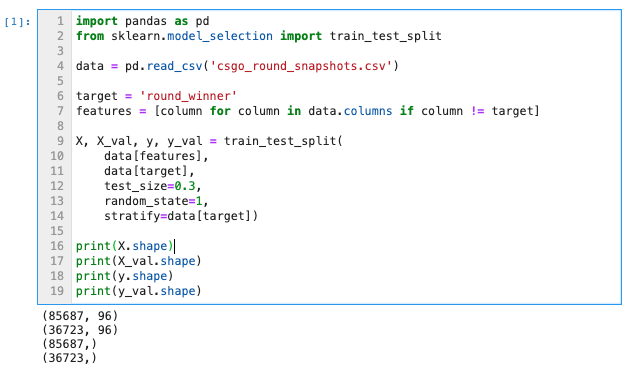 [1]:
1 import pandas as pd
2 from sklearn.model_selection import train_test_split
3
4 data = pd.read_csv('csgo_round_snapshots.csv')
5
6 target = 'round_winner'
7 features = [column for column in data.columns if column != target]
8
9 X, X_val, y, y_val = train_test_split(
10     data[features],
11     data[target],
12     test_size=0.3,
13     random_state=1,
14     stratify=data[target])
15
16 print(X.shape)
17 print(X_val.shape)
18 print(y.shape)
19 print(y_val.shape)
(85687, 96)
(36723, 96)
(85687,)
(36723,)